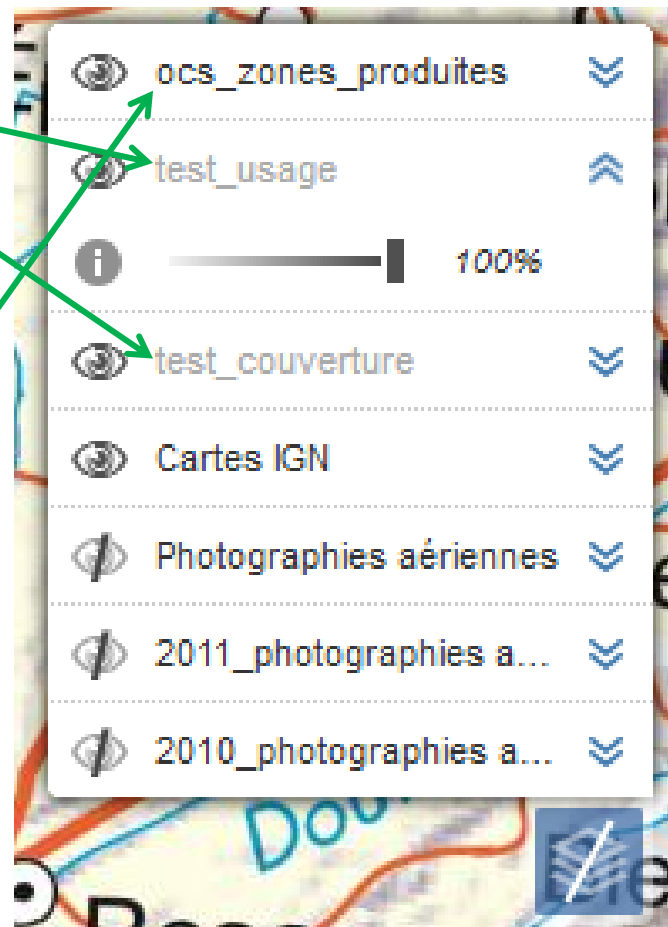 ocs_zones_produites
test_usage
100%
test_couverture
Cartes IGN
Photographies aériennes
2011_photographies a...
2010_photographies a...